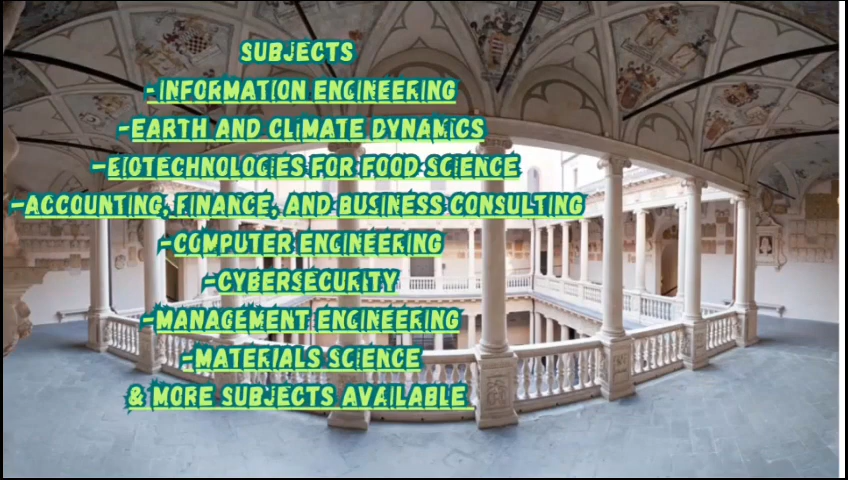 SUBJECTS
-INFORMATION ENGINEERING
-EARTH AND CLIMATE DYNAMICS
-BIOTECHNOLOGIES FOR FOOD SCIENCE
-ACCOUNTING, FINANCE, AND BUSINESS CONSULTING
-COMPUTER ENGINEERING
-CYBERSECURITY
-MANAGEMENT ENGINEERING
-MATERIALS SCIENCE
& MORE SUBJECTS AVAILABLE